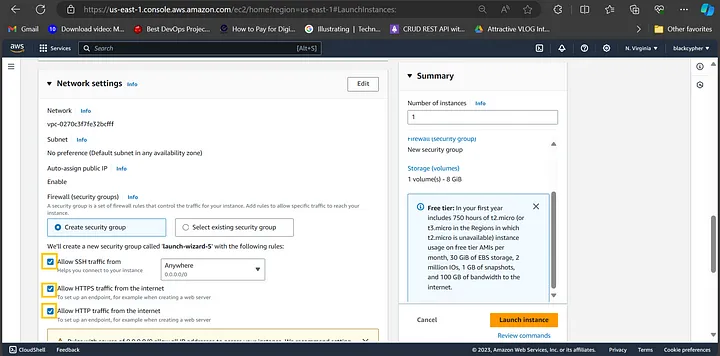 https://us-east-1.console.aws.amazon.com/ec2/home?region=us-east-1#LaunchInstances:
Gmail
Download video؛ Mo...
Best DevOps Projec...
How to Pay for Digi...
Illustrating | Techni...
CRUD REST API wit...
Attractive VLOG Int...
Other favorites
aws
Services
Search
[Alt+S]
N. Virginia
blackcypher
Network settings Info
Edit
Network Info
vpc-0270c3f7fe32bcfff
Subnet Info
No preference (Default subnet in any availability zone)
Auto-assign public IP Info
Enable
Firewall (security groups) Info
A security group is a set of firewall rules that control the traffic for your instance. Add rules to allow specific traffic to reach your
instance.
Create security group
Select existing security group
We'll create a new security group called 'launch-wizard-5' with the following rules:
Allow SSH traffic from
Helps you connect to your instance
Anywhere
0.0.0.0/0
Allow HTTPS traffic from the internet
To set up an endpoint, for example when creating a web server
Allow HTTP traffic from the internet
To set up an endpoint, for example when creating a web server
Summary
Number of instances Info
1
Firewall (security group)
New security group
Storage (volumes)
1 volume(s) - 8 GiB
Free tier: In your first year
includes 750 hours of t2.micro (or
t3.micro in the Regions in which
t2.micro is unavailable) instance
usage on free tier AMIs per
month, 30 GiB of EBS storage, 2
million IOs, 1 GB of snapshots,
and 100 GB of bandwidth to the
internet.
Cancel
Launch instance
Review commands
CloudShell
Feedback
© 2023, Amazon Web Services, Inc. or its affiliates.
Privacy
Terms
Cookie preferences